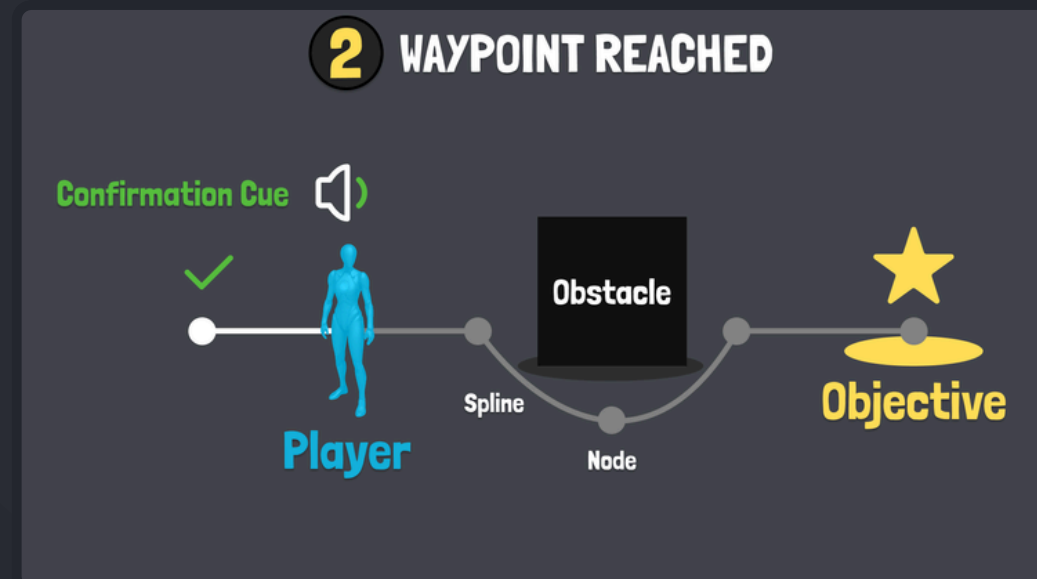 2 WAYPOINT REACHED
Confirmation Cue
Obstacle
Spline
Objective
Player
Node